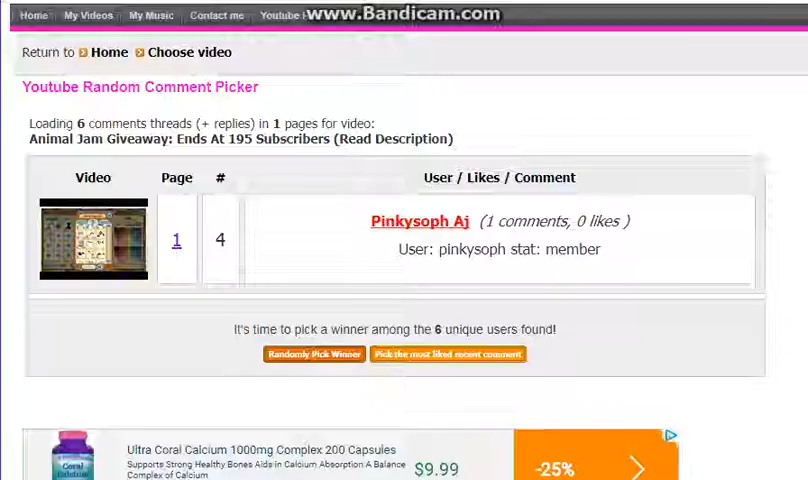 Home My Videos My Music Contact me Youtube
www.Bandicam.com
Return to Home Choose video
Youtube Random Comment Picker
Loading 6 comments threads (+ replies) in 1 pages for video:
Animal Jam Giveaway: Ends At 195 Subscribers (Read Description)
Video Page # User / Likes / Comment
1 4 Pinkysoph Aj (1 comments, 0 likes )
User: pinkysoph stat: member
It's time to pick a winner among the 6 unique users found!
Randomly Pick Winner Pick the most liked recent comment
Ultra Coral Calcium 1000mg Complex 200 Capsules
Supports Strong Healthy Bones Aids in Calcium Absorption A Balance
Complex of Calcium
Coral
Calcium
$9.99
-25%